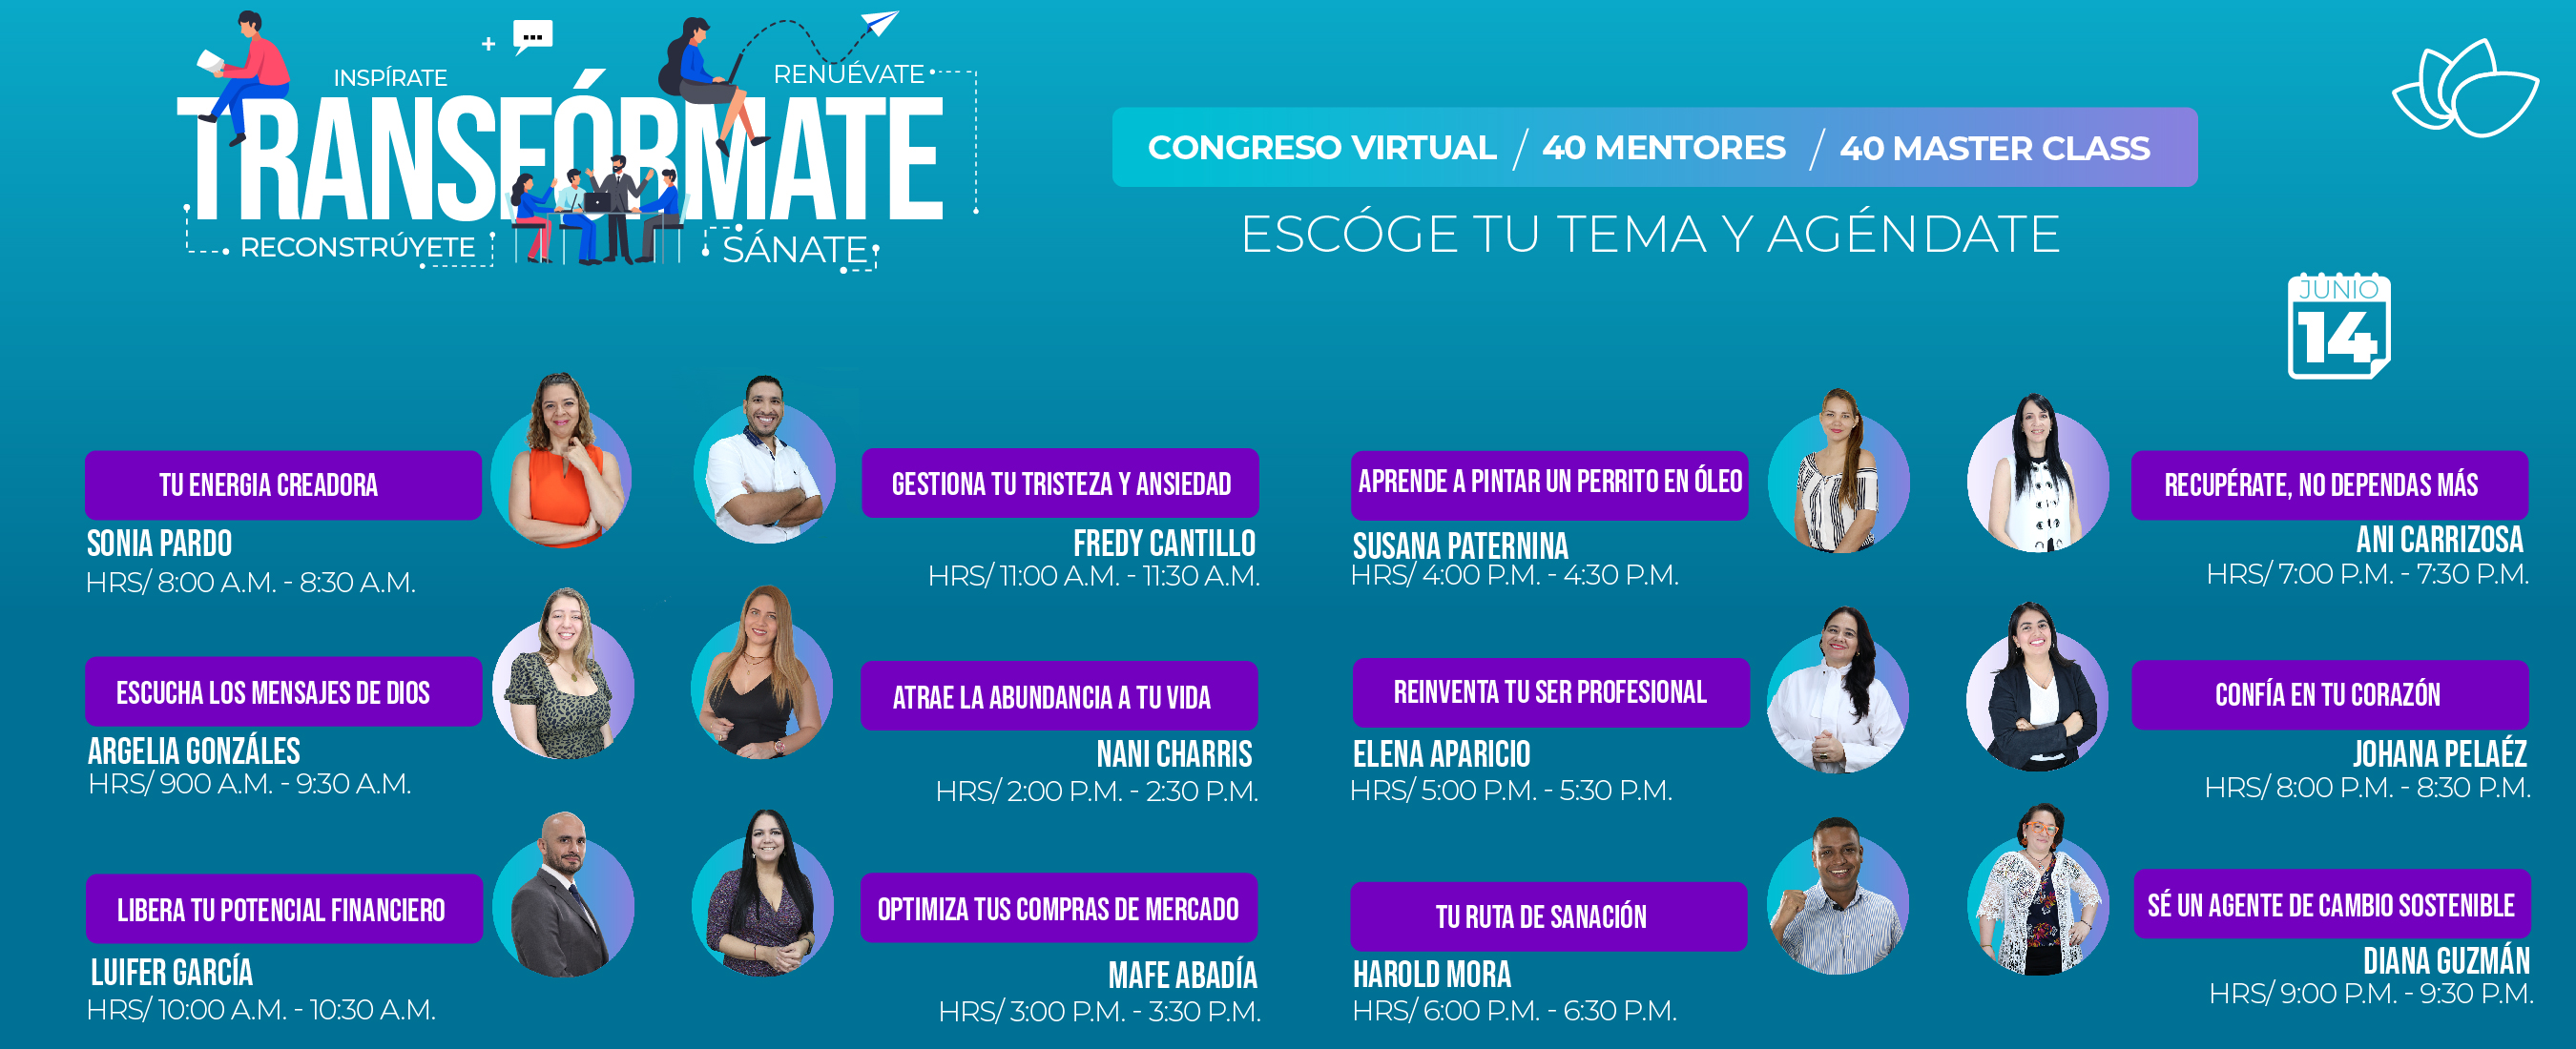 INSPÍRATE
RENUÉVATE
TRANSFÓRMATE
RECONSTRÚYETE
SÁNATE
CONGRESO VIRTUAL / 40 MENTORES / 40 MASTER CLASS
ESCÓGE TU TEMA Y AGÉNDATE
JUNIO
14
TU ENERGIA CREADORA
SONIA PARDO
HRS/ 8:00 A.M. - 8:30 A.M.
ESCUCHA LOS MENSAJES DE DIOS
ARGELIA GONZÁLES
HRS/ 900 A.M. - 9:30 A.M.
LIBERA TU POTENCIAL FINANCIERO
LUIFER GARCÍA
HRS/ 10:00 A.M. - 10:30 A.M.
GESTIONA TU TRISTEZA Y ANSIEDAD
FREDY CANTILLO
HRS/ 11:00 A.M. - 11:30 A.M.
ATRAE LA ABUNDANCIA A TU VIDA
NANI CHARRIS
HRS/ 2:00 P.M. - 2:30 P.M.
OPTIMIZA TUS COMPRAS DE MERCADO
MAFE ABADÍA
HRS/ 3:00 P.M. - 3:30 P.M.
APRENDE A PINTAR UN PERRITO EN ÓLEO
SUSANA PATERNINA
HRS/ 4:00 P.M. - 4:30 P.M.
REINVENTA TU SER PROFESIONAL
ELENA APARICIO
HRS/ 5:00 P.M. - 5:30 P.M.
TU RUTA DE SANACIÓN
HAROLD MORA
HRS/ 6:00 P.M. - 6:30 P.M.
RECUPÉRATE, NO DEPENDAS MÁS
ANI CARRIZOSA
HRS/ 7:00 P.M. - 7:30 P.M.
CONFÍA EN TU CORAZÓN
JOHANA PELAÉZ
HRS/ 8:00 P.M. - 8:30 P.M.
SÉ UN AGENTE DE CAMBIO SOSTENIBLE
DIANA GUZMÁN
HRS/ 9:00 P.M. - 9:30 P.M.